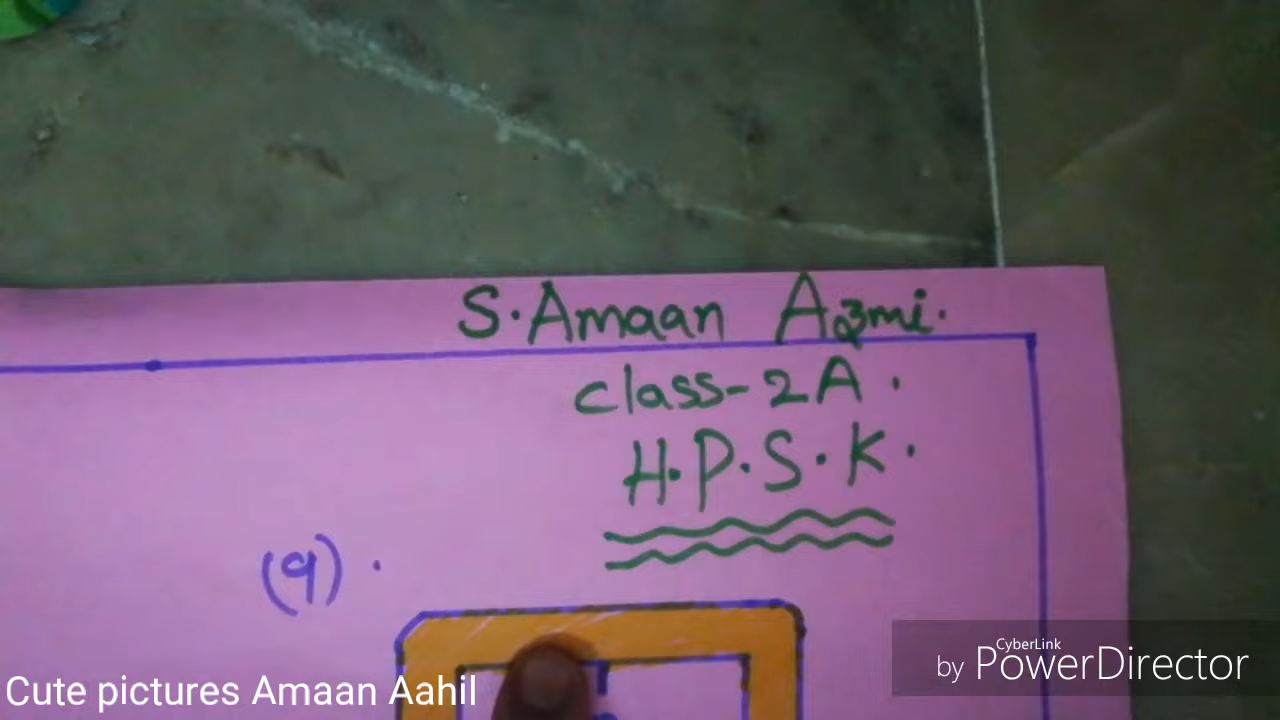 S. Amaan Azmi.
class-2A.
H.P.S.K.
(9).
Cute pictures Amaan Aahil
by CyberLink PowerDirector